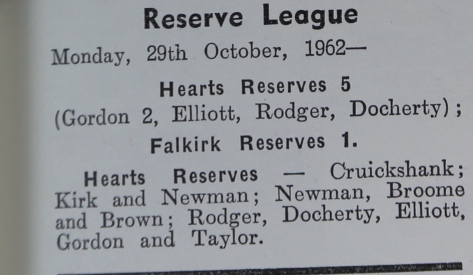 Reserve League
Monday, 29th October, 1962—
Hearts Reserves 5
(Gordon 2, Elliott, Rodger, Docherty) ;
Falkirk Reserves 1.
Hearts Reserves — Cruickshank;
Kirk and Newman; Newman, Broome
and Brown; Rodger, Docherty, Elliott,
Gordon and Taylor.